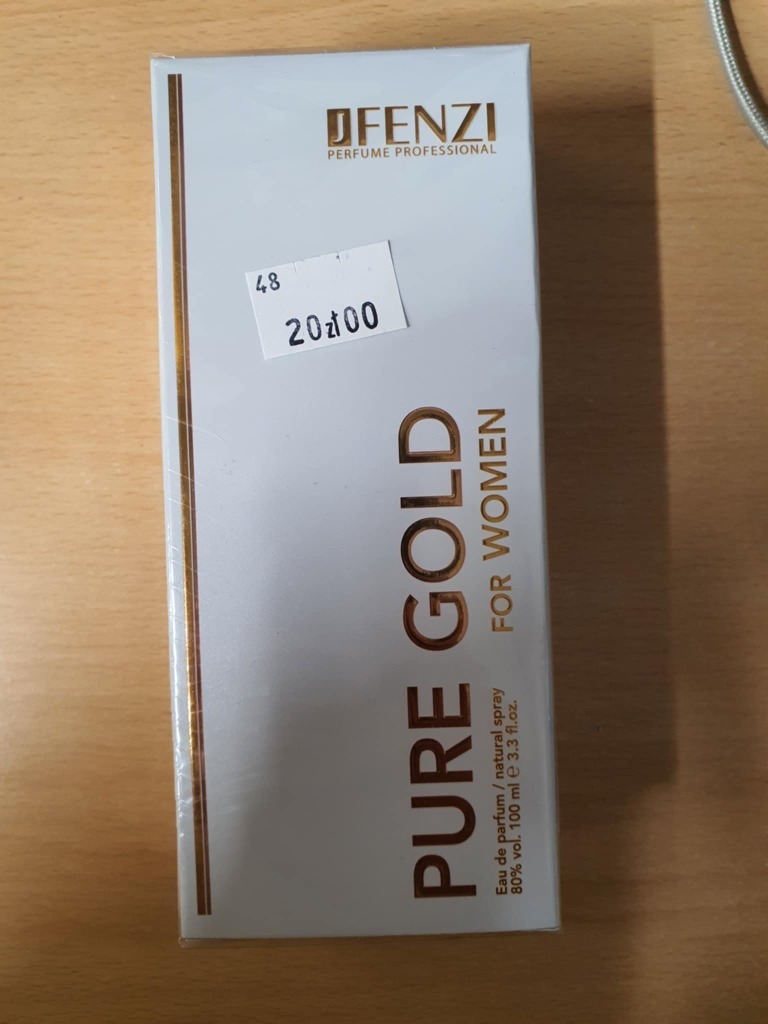 JFENZI
PERFUME PROFESSIONAL
48
20zł00
PURE GOLD
FOR WOMEN
Eau de parfum / natural spray
80% vol. 100 ml ℮ 3.3 fl.oz.